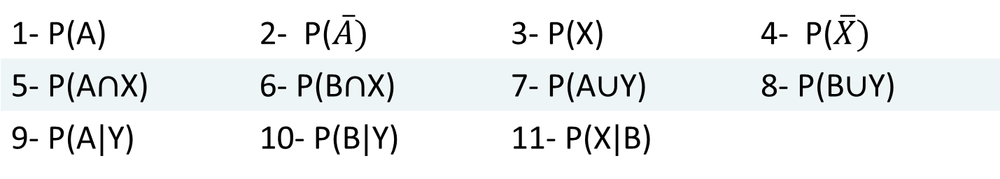 1- P(A) 2- P(Ā) 3- P(X) 4- P(X̄)
5- P(A∩X) 6- P(B∩X) 7- P(A∪Y) 8- P(B∪Y)
9- P(A|Y) 10- P(B|Y) 11- P(X|B)